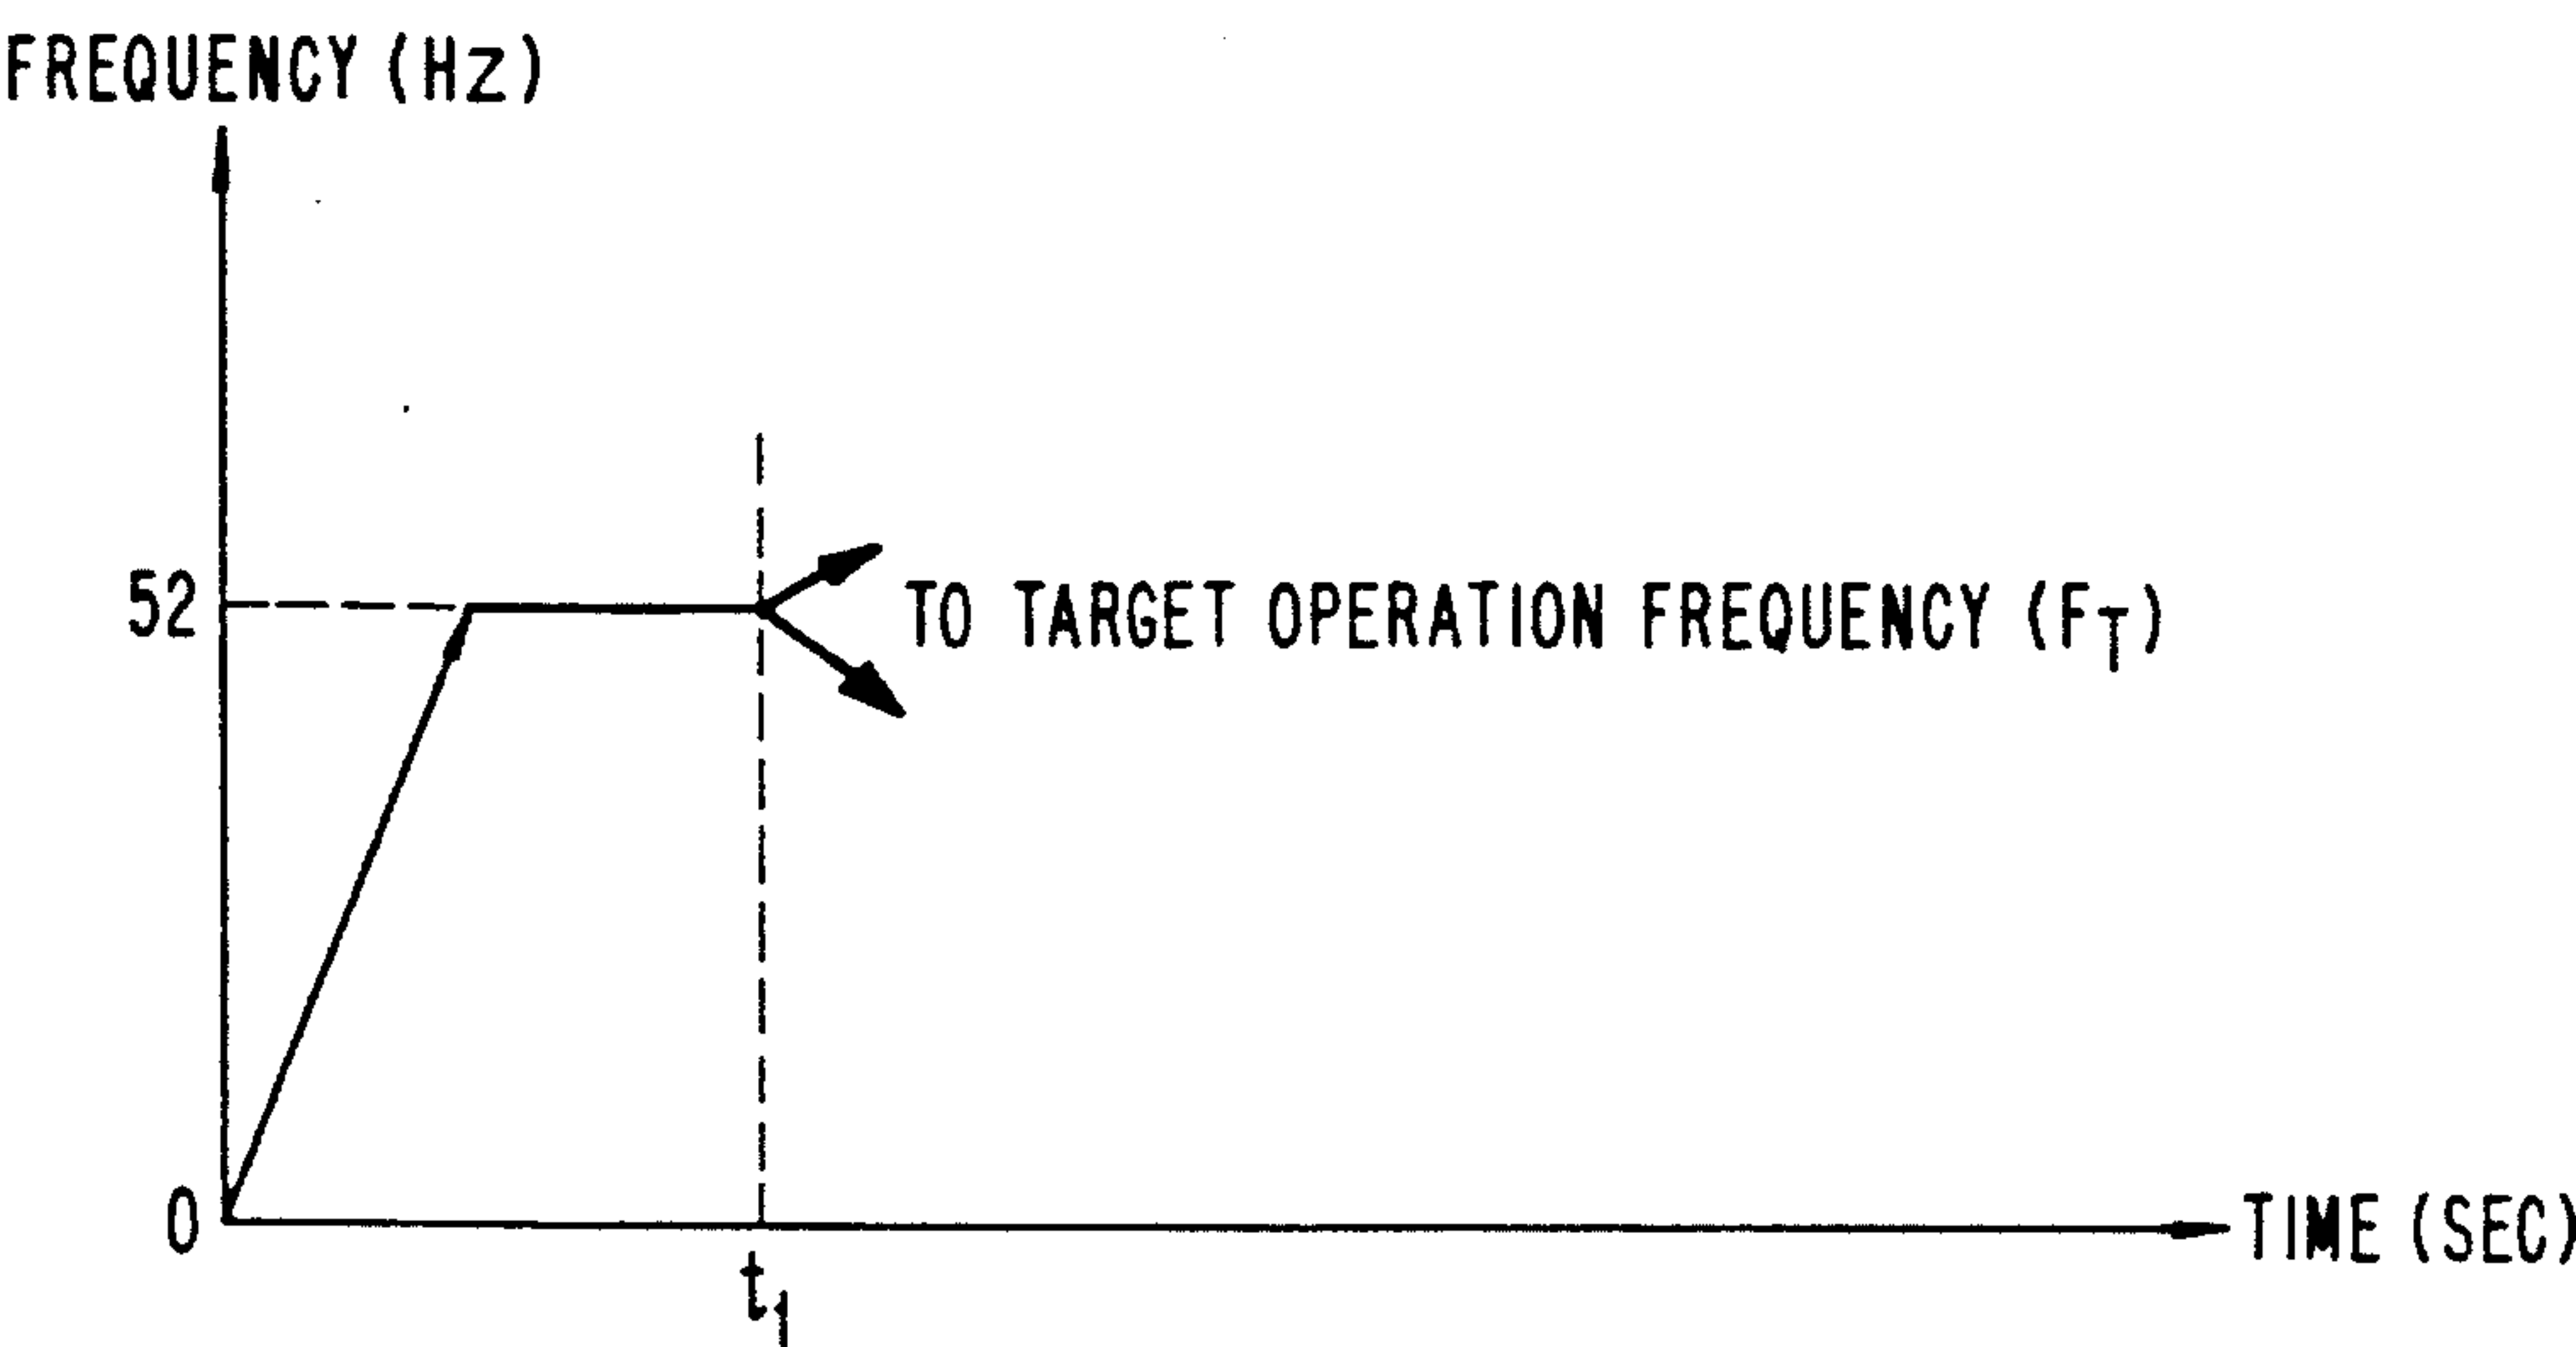 FREQUENCY (HZ)
52
TO TARGET OPERATION FREQUENCY (FT)
0
TIME (SEC)
t1